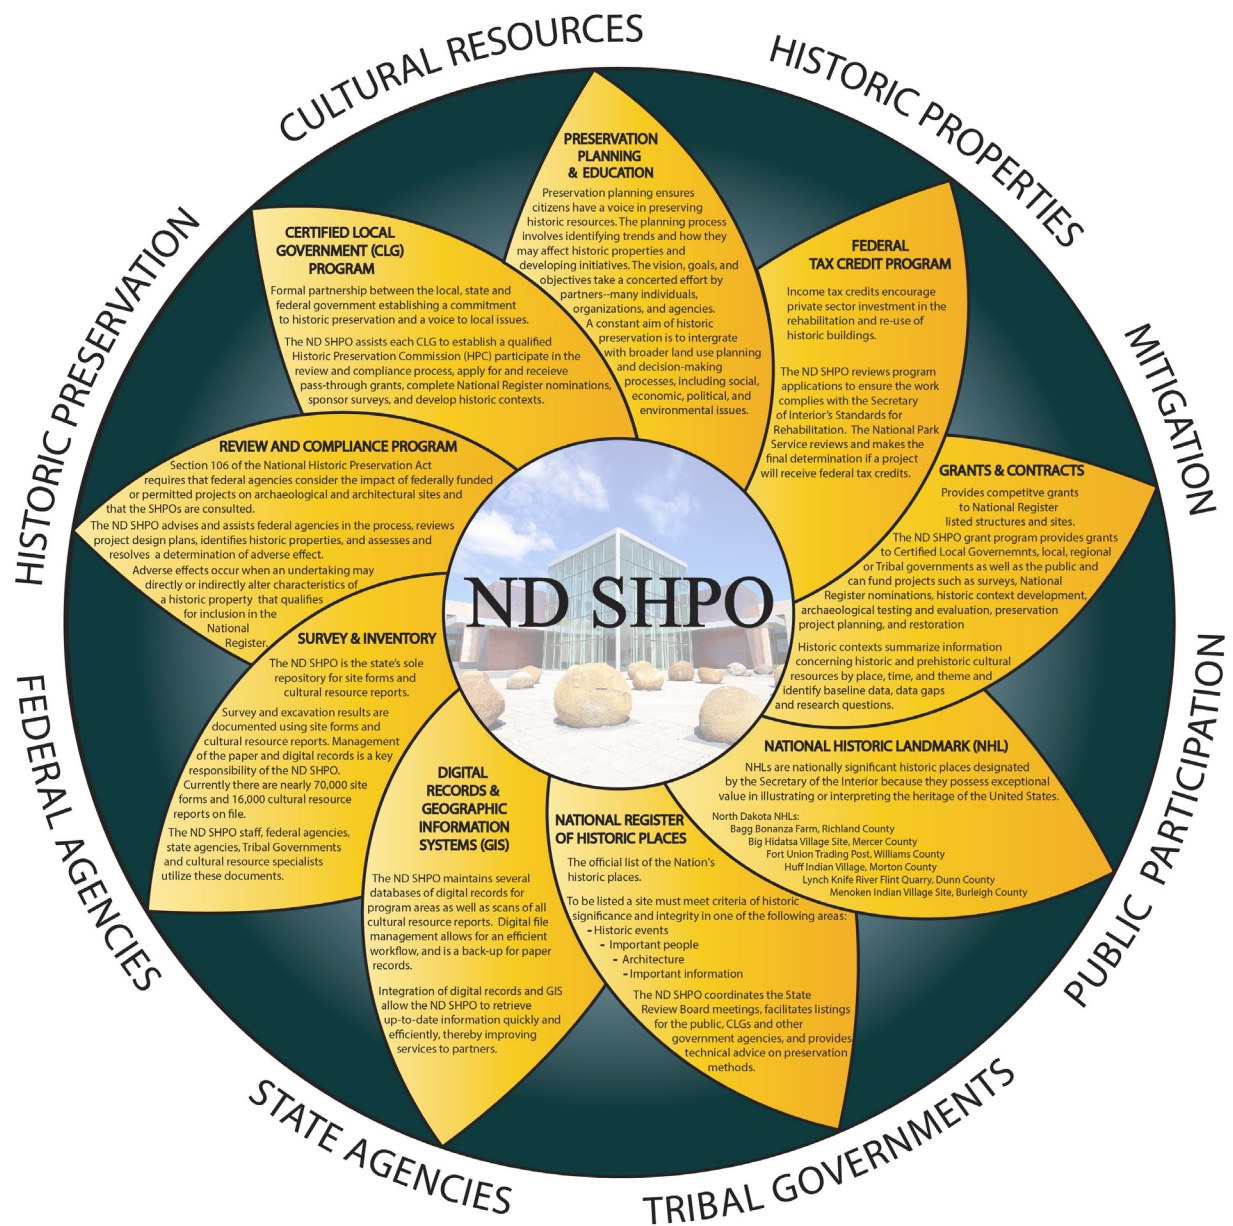 CULTURAL RESOURCES
HISTORIC PROPERTIES
MITIGATION
PUBLIC PARTICIPATION
TRIBAL GOVERNMENTS
STATE AGENCIES
FEDERAL AGENCIES
HISTORIC PRESERVATION
ND SHPO
PRESERVATION
PLANNING
& EDUCATION
Preservation planning ensures
citizens have a voice in preserving
historic resources. The planning process
involves identifying trends and how they
may affect historic properties and
developing initiatives. The vision, goals, and
objectives take a concerted effort by
partners--many individuals,
organizations, and agencies.
A constant aim of historic
preservation is to intergrate
with broader land use planning
and decision-making
processes, including social,
economic, political, and
environmental issues.
FEDERAL
TAX CREDIT PROGRAM
Income tax credits encourage
private sector investment in the
rehabilitation and re-use of
historic buildings.
The ND SHPO reviews program
applications to ensure the work
complies with the Secretary
of Interior's Standards for
Rehabilitation. The National Park
Service reviews and makes the
final determination if a project
will receive federal tax credits.
GRANTS & CONTRACTS
Provides competitve grants
to National Register
listed structures and sites.
The ND SHPO grant program provides grants
to Certified Local Governemnts, local, regional
or Tribal governments as well as the public and
can fund projects such as surveys, National
Register nominations, historic context development,
archaeological testing and evaluation, preservation
project planning, and restoration
Historic contexts summarize information
concerning historic and prehistoric cultural
resources by place, time, and theme and
identify baseline data, data gaps
and research questions.
NATIONAL HISTORIC LANDMARK (NHL)
NHLs are nationally significant historic places designated
by the Secretary of the Interior because they possess exceptional
value in illustrating or interpreting the heritage of the United States.
North Dakota NHLs:
Bagg Bonanza Farm, Richland County
Big Hidatsa Village Site, Mercer County
Fort Union Trading Post, Williams County
Huff Indian Village, Morton County
Lynch Knife River Flint Quarry, Dunn County
Menoken Indian Village Site, Burleigh County
NATIONAL REGISTER
OF HISTORIC PLACES
The official list of the Nation's
historic places.
To be listed a site must meet criteria of historic
significance and integrity in one of the following areas:
- Historic events
- Important people
- Architecture
- Important information
The ND SHPO coordinates the State
Review Board meetings, facilitates listings
for the public, CLGs and other
government agencies, and provides
technical advice on preservation
methods.
DIGITAL
RECORDS &
GEOGRAPHIC
INFORMATION
SYSTEMS (GIS)
The ND SHPO maintains several
databases of digital records for
program areas as well as scans of all
cultural resource reports. Digital file
management allows for an efficient
workflow, and is a back-up for paper
records.
Integration of digital records and GIS
allow the ND SHPO to retrieve
up-to-date information quickly and
efficiently, thereby improving
services to partners.
SURVEY & INVENTORY
The ND SHPO is the state's sole
repository for site forms and
cultural resource reports.
Survey and excavation results are
documented using site forms and
cultural resource reports. Management
of the paper and digital records is a key
responsibility of the ND SHPO.
Currently there are nearly 70,000 site
forms and 16,000 cultural resource
reports on file.
The ND SHPO staff, federal agencies,
state agencies, Tribal Governments
and cultural resource specialists
utilize these documents.
REVIEW AND COMPLIANCE PROGRAM
Section 106 of the National Historic Preservation Act
requires that federal agencies consider the impact of federally funded
or permitted projects on archaeological and architectural sites and
that the SHPOs are consulted.
The ND SHPO advises and assists federal agencies in the process, reviews
project design plans, identifies historic properties, and assesses and
resolves a determination of adverse effect.
Adverse effects occur when an undertaking may
directly or indirectly alter characteristics of
a historic property that qualifies
for inclusion in the
National
Register.
CERTIFIED LOCAL
GOVERNMENT (CLG)
PROGRAM
Formal partnership between the local, state and
federal government establishing a commitment
to historic preservation and a voice to local issues.
The ND SHPO assists each CLG to establish a qualified
Historic Preservation Commission (HPC) participate in the
review and compliance process, apply for and receieve
pass-through grants, complete National Register nominations,
sponsor surveys, and develop historic contexts.